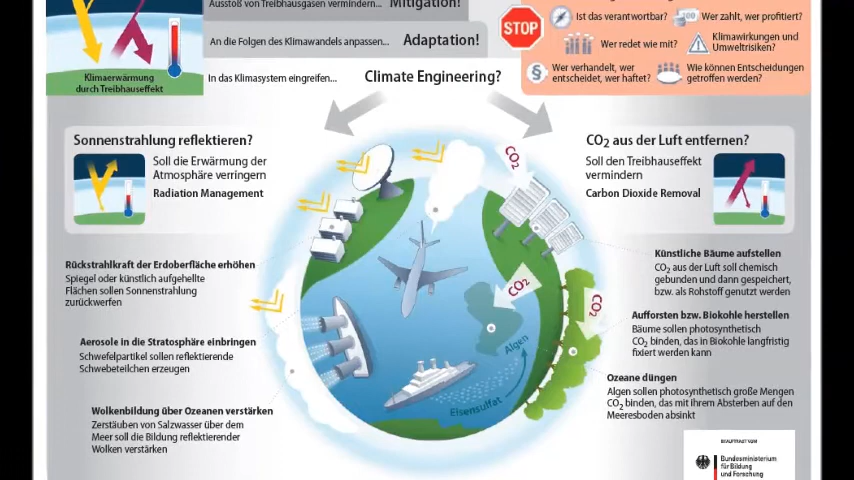 Ausstoß von Treibhausgasen vermindern... Mitigation!
An die Folgen des Klimawandels anpassen... Adaptation!
In das Klimasystem eingreifen... Climate Engineering?
Klimaerwärmung
durch Treibhauseffekt
STOP
Ist das verantwortbar?
Wer zahlt, wer profitiert?
Wer redet wie mit?
Klimawirkungen und
Umweltrisiken?
§
Wer verhandelt, wer
entscheidet, wer haftet?
Wie können Entscheidungen
getroffen werden?
Sonnenstrahlung reflektieren?
Soll die Erwärmung der
Atmosphäre verringern
Radiation Management
CO2 aus der Luft entfernen?
Soll den Treibhauseffekt
vermindern
Carbon Dioxide Removal
Rückstrahlkraft der Erdoberfläche erhöhen
Spiegel oder künstlich aufgehellte
Flächen sollen Sonnenstrahlung
zurückwerfen
Aerosole in die Stratosphäre einbringen
Schwefelpartikel sollen reflektierende
Schwebeteilchen erzeugen
Wolkenbildung über Ozeanen verstärken
Zerstäuben von Salzwasser über dem
Meer soll die Bildung reflektierender
Wolken verstärken
CO2
CO2
CO2
Algen
Eisensulfat
Künstliche Bäume aufstellen
CO2 aus der Luft soll chemisch
gebunden und dann gespeichert,
bzw. als Rohstoff genutzt werden
Aufforsten bzw. Biokohle herstellen
Bäume sollen photosynthetisch
CO2 binden, das in Biokohle langfristig
fixiert werden kann
Ozeane düngen
Algen sollen photosynthetisch große Mengen
CO2 binden, das mit ihrem Absterben auf den
Meeresboden absinkt
BEAUFTRAGT VOM
Bundesministerium
für Bildung
und Forschung